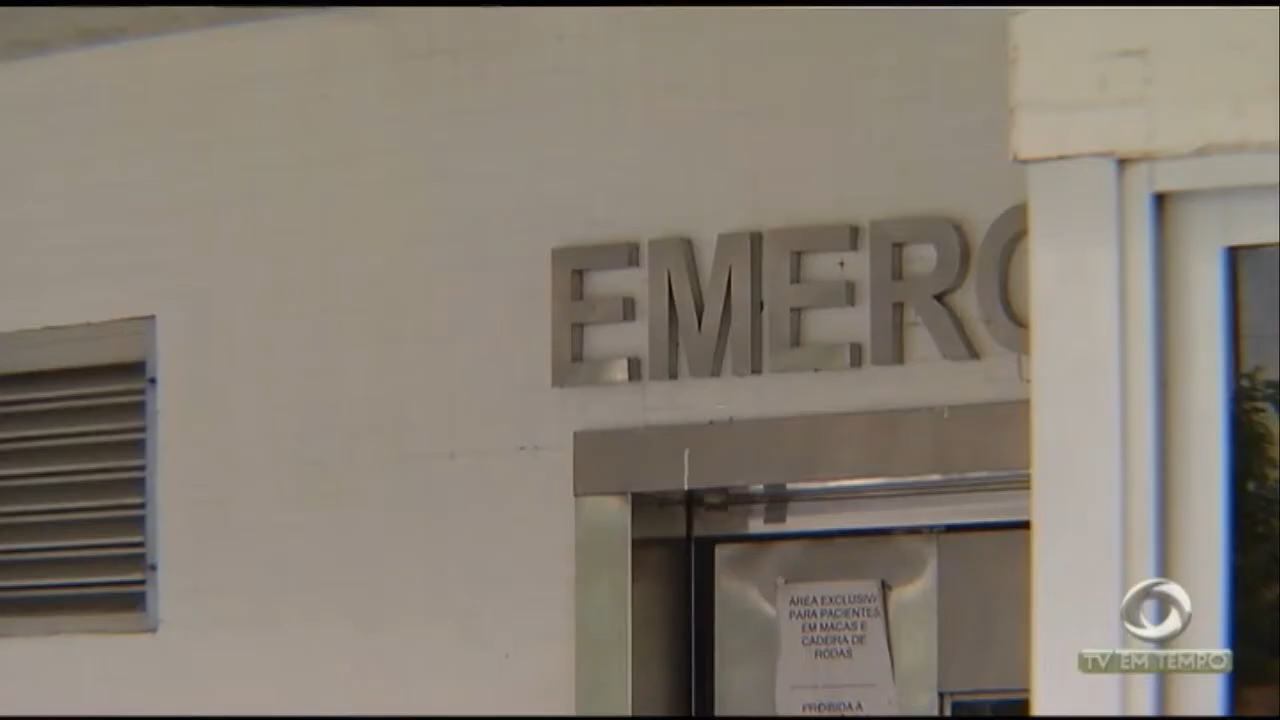 EMERG
ÁREA EXCLUSIVA
PARA PACIENTES
EM MACAS E
CADEIRA DE
RODAS
PROIBIDA A
TV EM TEMPO